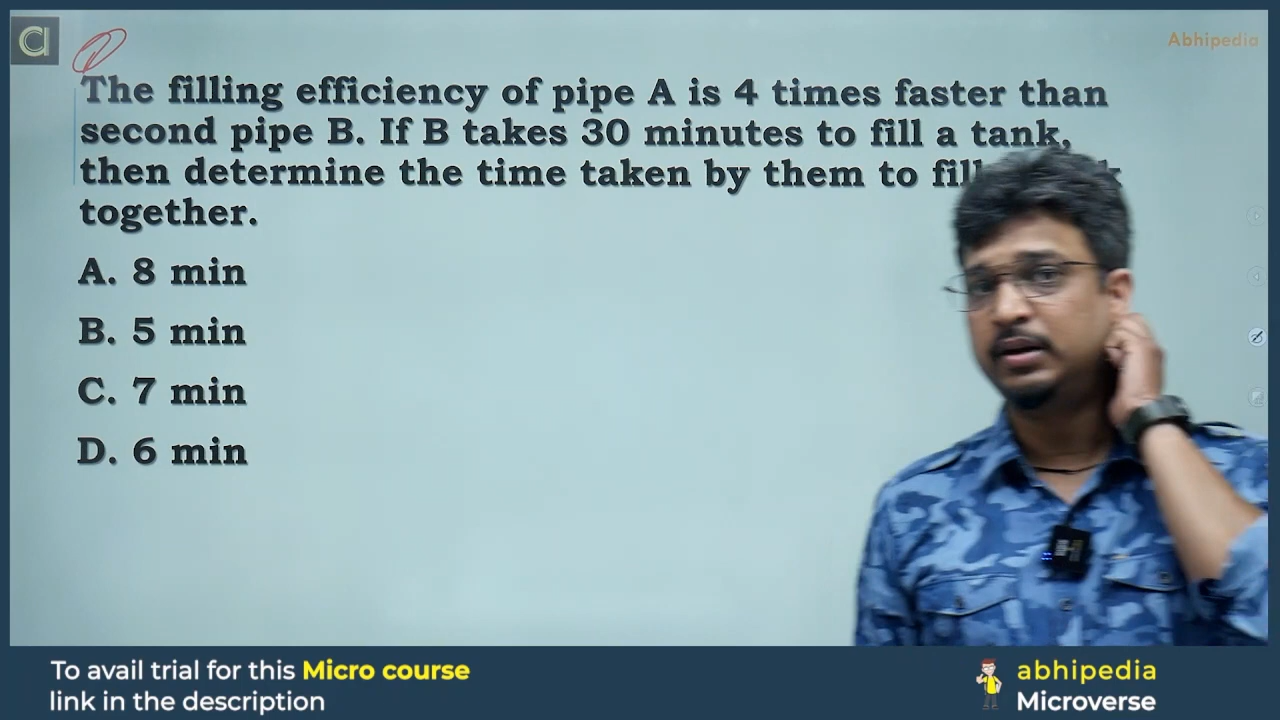 a
Abhipedia
The filling efficiency of pipe A is 4 times faster than
second pipe B. If B takes 30 minutes to fill a tank,
then determine the time taken by them to fill
together.
A. 8 min
B. 5 min
C. 7 min
D. 6 min
To avail trial for this Micro course
link in the description
abhipedia
Microverse